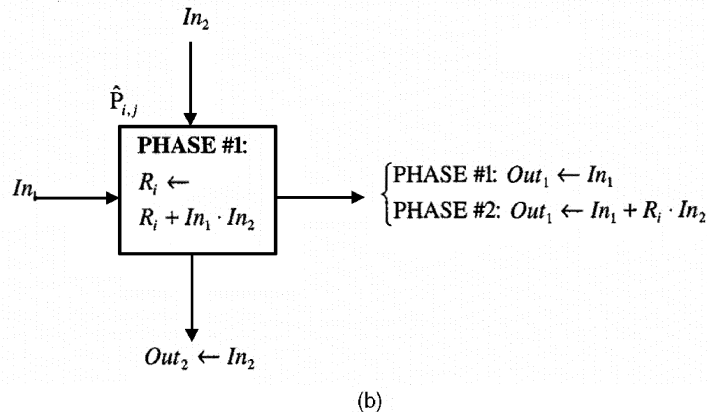 In₂
P̂ᵢ,ⱼ
PHASE #1:
Rᵢ ←
Rᵢ + In₁ · In₂
In₁
PHASE #1: Out₁ ← In₁
PHASE #2: Out₁ ← In₁ + Rᵢ · In₂
Out₂ ← In₂
(b)